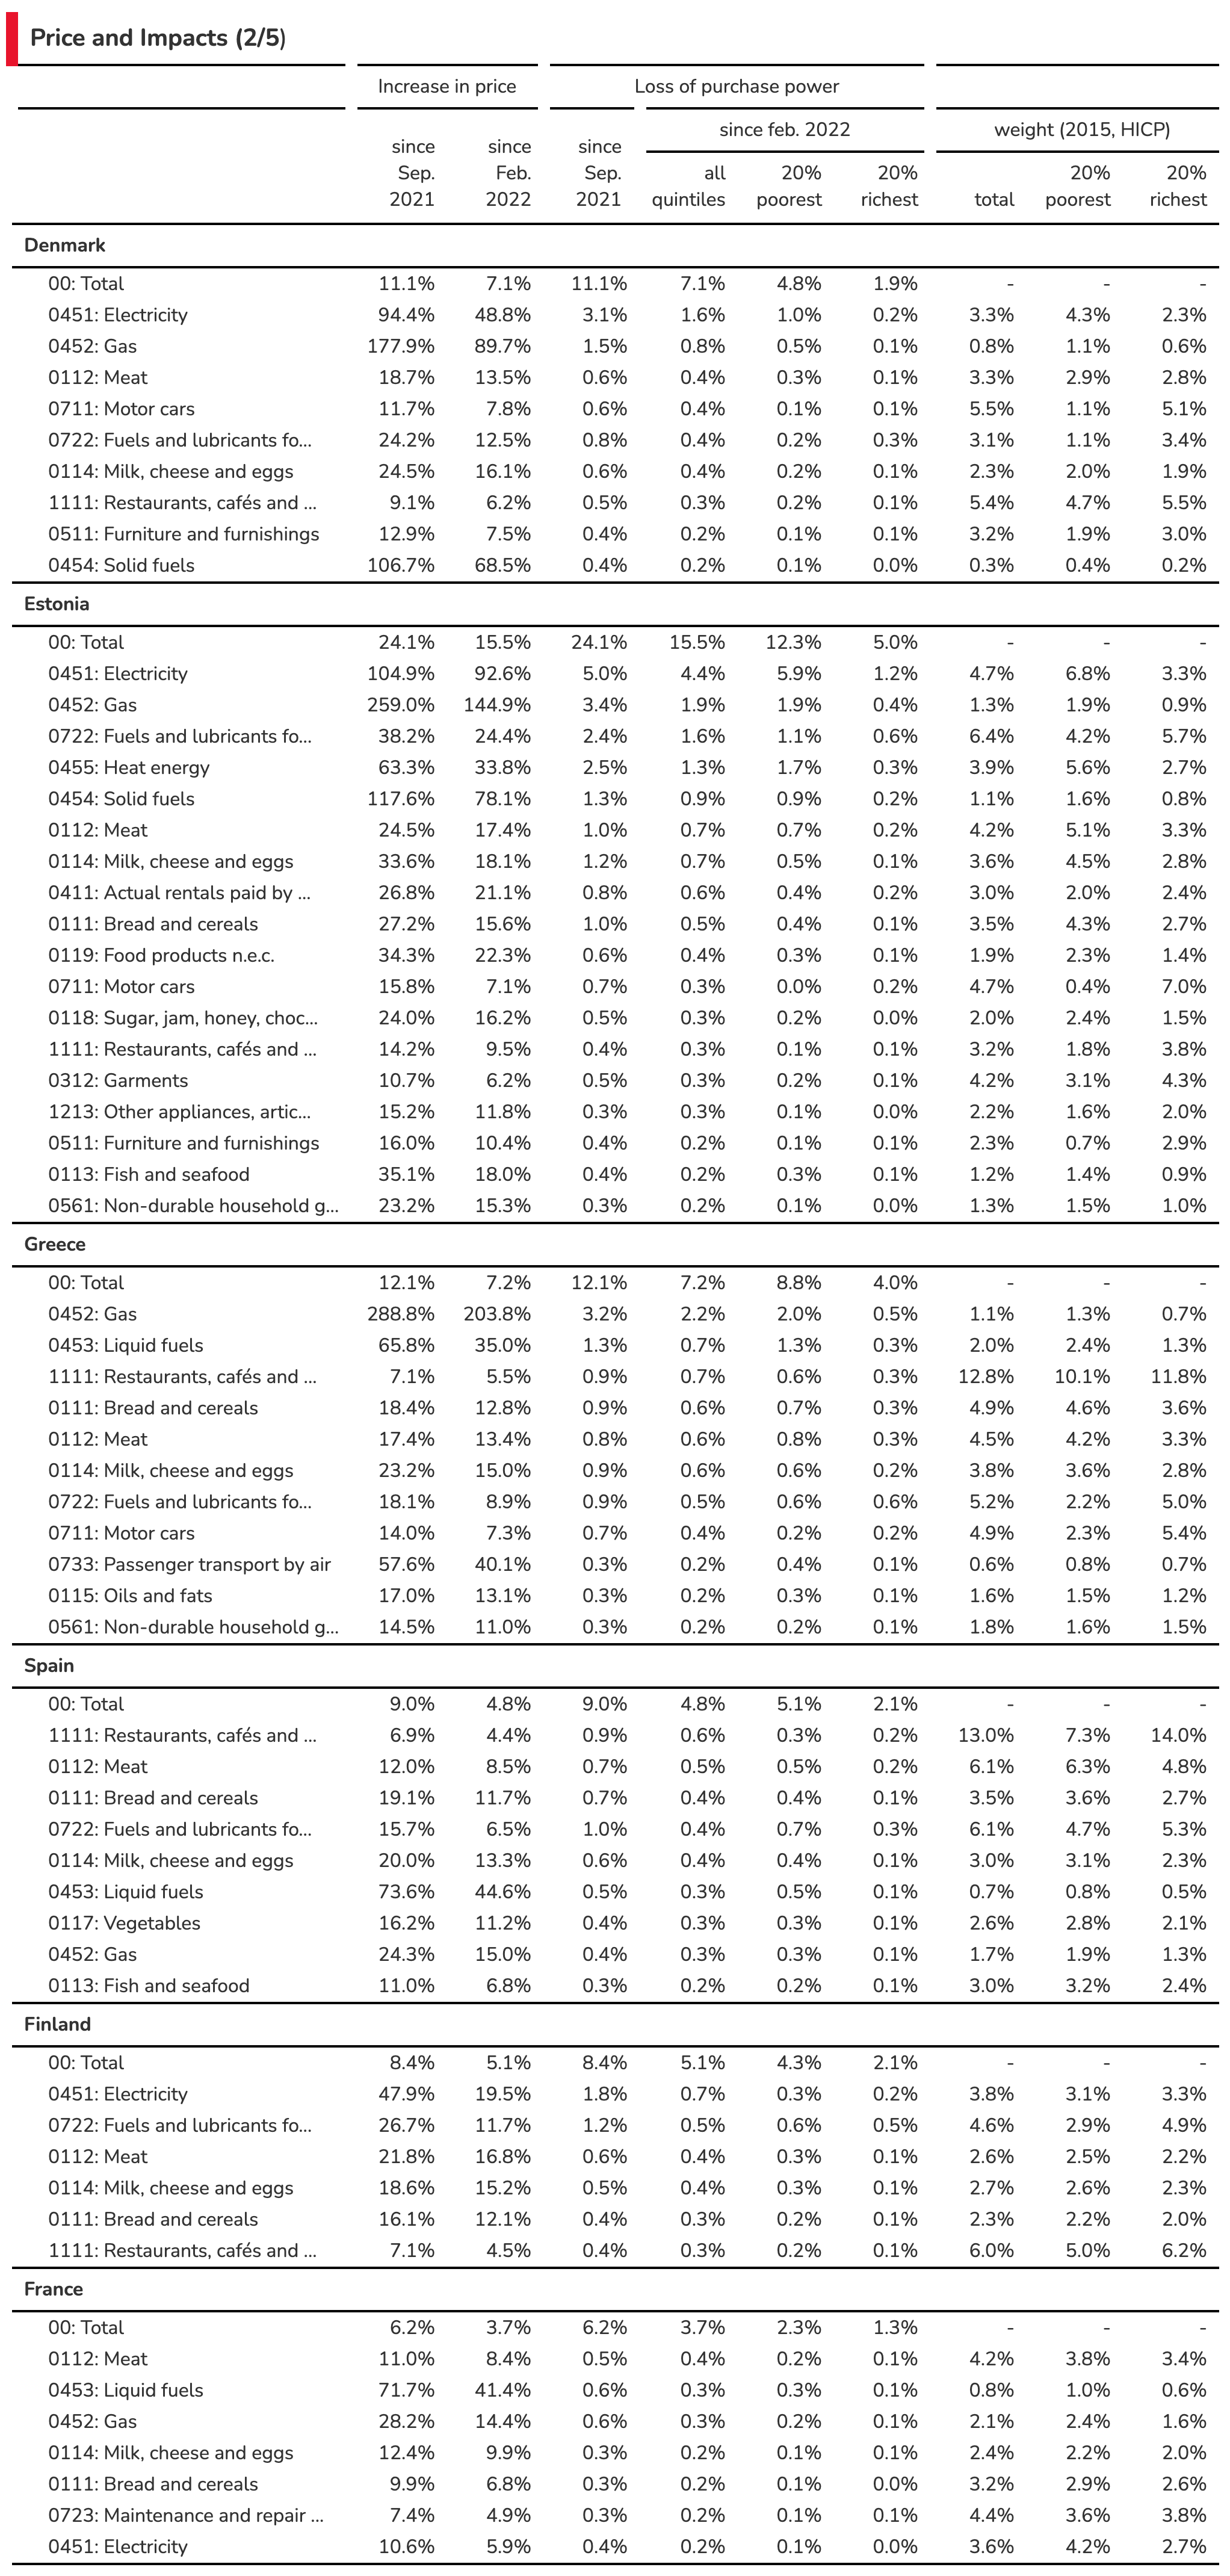 Price and Impacts (2/5)
Increase in price Loss of purchase power
since feb. 2022 weight (2015, HICP)
since since since
Sep. Feb. Sep. all 20% 20% 20% 20%
2021 2022 2021 quintiles poorest richest total poorest richest
Denmark
00: Total 11.1% 7.1% 11.1% 7.1% 4.8% 1.9% - - -
0451: Electricity 94.4% 48.8% 3.1% 1.6% 1.0% 0.2% 3.3% 4.3% 2.3%
0452: Gas 177.9% 89.7% 1.5% 0.8% 0.5% 0.1% 0.8% 1.1% 0.6%
0112: Meat 18.7% 13.5% 0.6% 0.4% 0.3% 0.1% 3.3% 2.9% 2.8%
0711: Motor cars 11.7% 7.8% 0.6% 0.4% 0.1% 0.1% 5.5% 1.1% 5.1%
0722: Fuels and lubricants fo... 24.2% 12.5% 0.8% 0.4% 0.2% 0.3% 3.1% 1.1% 3.4%
0114: Milk, cheese and eggs 24.5% 16.1% 0.6% 0.4% 0.2% 0.1% 2.3% 2.0% 1.9%
1111: Restaurants, cafés and ... 9.1% 6.2% 0.5% 0.3% 0.2% 0.1% 5.4% 4.7% 5.5%
0511: Furniture and furnishings 12.9% 7.5% 0.4% 0.2% 0.1% 0.1% 3.2% 1.9% 3.0%
0454: Solid fuels 106.7% 68.5% 0.4% 0.2% 0.1% 0.0% 0.3% 0.4% 0.2%
Estonia
00: Total 24.1% 15.5% 24.1% 15.5% 12.3% 5.0% - - -
0451: Electricity 104.9% 92.6% 5.0% 4.4% 5.9% 1.2% 4.7% 6.8% 3.3%
0452: Gas 259.0% 144.9% 3.4% 1.9% 1.9% 0.4% 1.3% 1.9% 0.9%
0722: Fuels and lubricants fo... 38.2% 24.4% 2.4% 1.6% 1.1% 0.6% 6.4% 4.2% 5.7%
0455: Heat energy 63.3% 33.8% 2.5% 1.3% 1.7% 0.3% 3.9% 5.6% 2.7%
0454: Solid fuels 117.6% 78.1% 1.3% 0.9% 0.9% 0.2% 1.1% 1.6% 0.8%
0112: Meat 24.5% 17.4% 1.0% 0.7% 0.7% 0.2% 4.2% 5.1% 3.3%
0114: Milk, cheese and eggs 33.6% 18.1% 1.2% 0.7% 0.5% 0.1% 3.6% 4.5% 2.8%
0411: Actual rentals paid by ... 26.8% 21.1% 0.8% 0.6% 0.4% 0.2% 3.0% 2.0% 2.4%
0111: Bread and cereals 27.2% 15.6% 1.0% 0.5% 0.4% 0.1% 3.5% 4.3% 2.7%
0119: Food products n.e.c. 34.3% 22.3% 0.6% 0.4% 0.3% 0.1% 1.9% 2.3% 1.4%
0711: Motor cars 15.8% 7.1% 0.7% 0.3% 0.0% 0.2% 4.7% 0.4% 7.0%
0118: Sugar, jam, honey, choc... 24.0% 16.2% 0.5% 0.3% 0.2% 0.0% 2.0% 2.4% 1.5%
1111: Restaurants, cafés and ... 14.2% 9.5% 0.4% 0.3% 0.1% 0.1% 3.2% 1.8% 3.8%
0312: Garments 10.7% 6.2% 0.5% 0.3% 0.2% 0.1% 4.2% 3.1% 4.3%
1213: Other appliances, artic... 15.2% 11.8% 0.3% 0.3% 0.1% 0.0% 2.2% 1.6% 2.0%
0511: Furniture and furnishings 16.0% 10.4% 0.4% 0.2% 0.1% 0.1% 2.3% 0.7% 2.9%
0113: Fish and seafood 35.1% 18.0% 0.4% 0.2% 0.3% 0.1% 1.2% 1.4% 0.9%
0561: Non-durable household g... 23.2% 15.3% 0.3% 0.2% 0.1% 0.0% 1.3% 1.5% 1.0%
Greece
00: Total 12.1% 7.2% 12.1% 7.2% 8.8% 4.0% - - -
0452: Gas 288.8% 203.8% 3.2% 2.2% 2.0% 0.5% 1.1% 1.3% 0.7%
0453: Liquid fuels 65.8% 35.0% 1.3% 0.7% 1.3% 0.3% 2.0% 2.4% 1.3%
1111: Restaurants, cafés and ... 7.1% 5.5% 0.9% 0.7% 0.6% 0.3% 12.8% 10.1% 11.8%
0111: Bread and cereals 18.4% 12.8% 0.9% 0.6% 0.7% 0.3% 4.9% 4.6% 3.6%
0112: Meat 17.4% 13.4% 0.8% 0.6% 0.8% 0.3% 4.5% 4.2% 3.3%
0114: Milk, cheese and eggs 23.2% 15.0% 0.9% 0.6% 0.6% 0.2% 3.8% 3.6% 2.8%
0722: Fuels and lubricants fo... 18.1% 8.9% 0.9% 0.5% 0.6% 0.6% 5.2% 2.2% 5.0%
0711: Motor cars 14.0% 7.3% 0.7% 0.4% 0.2% 0.2% 4.9% 2.3% 5.4%
0733: Passenger transport by air 57.6% 40.1% 0.3% 0.2% 0.4% 0.1% 0.6% 0.8% 0.7%
0115: Oils and fats 17.0% 13.1% 0.3% 0.2% 0.3% 0.1% 1.6% 1.5% 1.2%
0561: Non-durable household g... 14.5% 11.0% 0.3% 0.2% 0.2% 0.1% 1.8% 1.6% 1.5%
Spain
00: Total 9.0% 4.8% 9.0% 4.8% 5.1% 2.1% - - -
1111: Restaurants, cafés and ... 6.9% 4.4% 0.9% 0.6% 0.3% 0.2% 13.0% 7.3% 14.0%
0112: Meat 12.0% 8.5% 0.7% 0.5% 0.5% 0.2% 6.1% 6.3% 4.8%
0111: Bread and cereals 19.1% 11.7% 0.7% 0.4% 0.4% 0.1% 3.5% 3.6% 2.7%
0722: Fuels and lubricants fo... 15.7% 6.5% 1.0% 0.4% 0.7% 0.3% 6.1% 4.7% 5.3%
0114: Milk, cheese and eggs 20.0% 13.3% 0.6% 0.4% 0.4% 0.1% 3.0% 3.1% 2.3%
0453: Liquid fuels 73.6% 44.6% 0.5% 0.3% 0.5% 0.1% 0.7% 0.8% 0.5%
0117: Vegetables 16.2% 11.2% 0.4% 0.3% 0.3% 0.1% 2.6% 2.8% 2.1%
0452: Gas 24.3% 15.0% 0.4% 0.3% 0.3% 0.1% 1.7% 1.9% 1.3%
0113: Fish and seafood 11.0% 6.8% 0.3% 0.2% 0.2% 0.1% 3.0% 3.2% 2.4%
Finland
00: Total 8.4% 5.1% 8.4% 5.1% 4.3% 2.1% - - -
0451: Electricity 47.9% 19.5% 1.8% 0.7% 0.3% 0.2% 3.8% 3.1% 3.3%
0722: Fuels and lubricants fo... 26.7% 11.7% 1.2% 0.5% 0.6% 0.5% 4.6% 2.9% 4.9%
0112: Meat 21.8% 16.8% 0.6% 0.4% 0.3% 0.1% 2.6% 2.5% 2.2%
0114: Milk, cheese and eggs 18.6% 15.2% 0.5% 0.4% 0.3% 0.1% 2.7% 2.6% 2.3%
0111: Bread and cereals 16.1% 12.1% 0.4% 0.3% 0.2% 0.1% 2.3% 2.2% 2.0%
1111: Restaurants, cafés and ... 7.1% 4.5% 0.4% 0.3% 0.2% 0.1% 6.0% 5.0% 6.2%
France
00: Total 6.2% 3.7% 6.2% 3.7% 2.3% 1.3% - - -
0112: Meat 11.0% 8.4% 0.5% 0.4% 0.2% 0.1% 4.2% 3.8% 3.4%
0453: Liquid fuels 71.7% 41.4% 0.6% 0.3% 0.3% 0.1% 0.8% 1.0% 0.6%
0452: Gas 28.2% 14.4% 0.6% 0.3% 0.2% 0.1% 2.1% 2.4% 1.6%
0114: Milk, cheese and eggs 12.4% 9.9% 0.3% 0.2% 0.1% 0.1% 2.4% 2.2% 2.0%
0111: Bread and cereals 9.9% 6.8% 0.3% 0.2% 0.1% 0.0% 3.2% 2.9% 2.6%
0723: Maintenance and repair ... 7.4% 4.9% 0.3% 0.2% 0.1% 0.1% 4.4% 3.6% 3.8%
0451: Electricity 10.6% 5.9% 0.4% 0.2% 0.1% 0.0% 3.6% 4.2% 2.7%